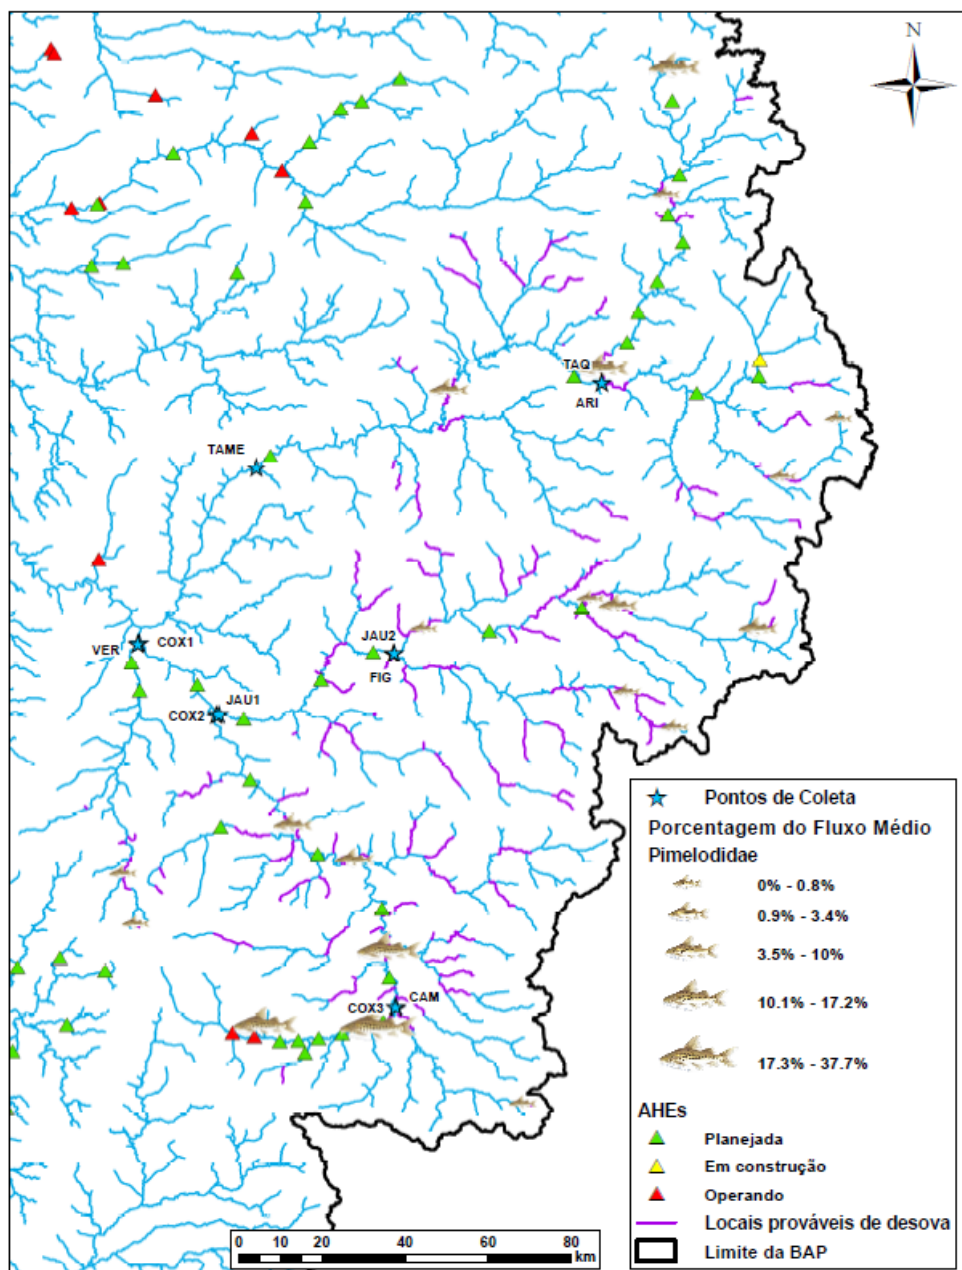 N
TAQ
ARI
TAME
JAU2
VER
COX1
FIG
JAU1
COX2
CAM
COX3
Pontos de Coleta
Porcentagem do Fluxo Médio
Pimelodidae
0% - 0.8%
0.9% - 3.4%
3.5% - 10%
10.1% - 17.2%
17.3% - 37.7%
AHEs
Planejada
Em construção
Operando
Locais prováveis de desova
Limite da BAP
0 10 20 40 60 80
km